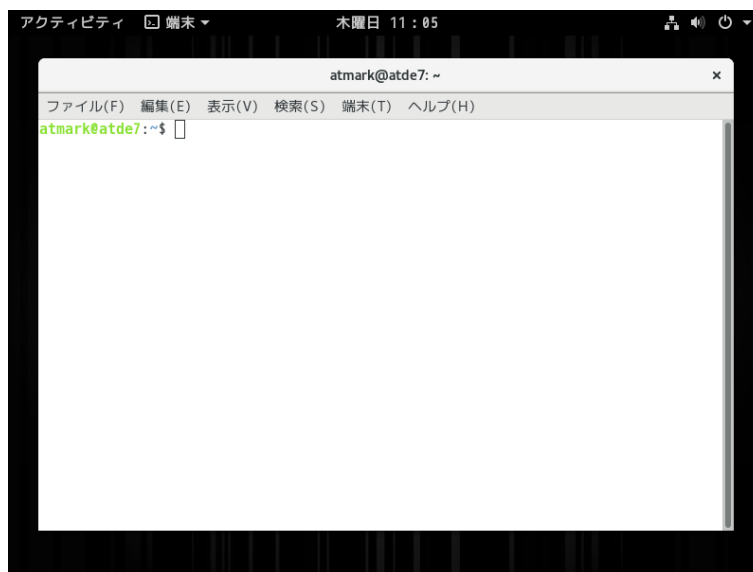 アクティビティ 端末 木曜日 11：05
atmark@atde7: ~ ×
ファイル(F) 編集(E) 表示(V) 検索(S) 端末(T) ヘルプ(H)
atmark@atde7:~$